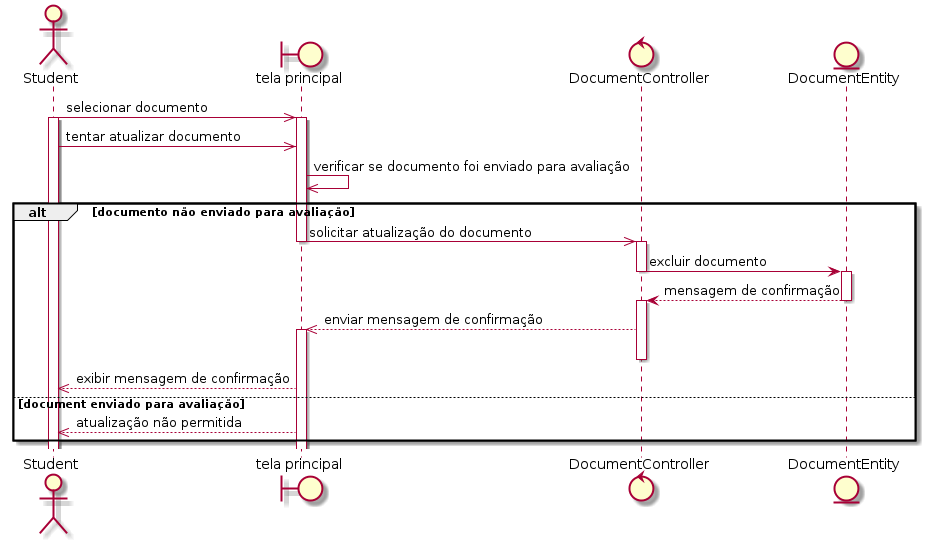 Student
tela principal
DocumentController
DocumentEntity
selecionar documento
tentar atualizar documento
verificar se documento foi enviado para avaliação
alt
[documento não enviado para avaliação]
solicitar atualização do documento
excluir documento
mensagem de confirmação
enviar mensagem de confirmação
exibir mensagem de confirmação
[document enviado para avaliação]
atualização não permitida
Student
tela principal
DocumentController
DocumentEntity